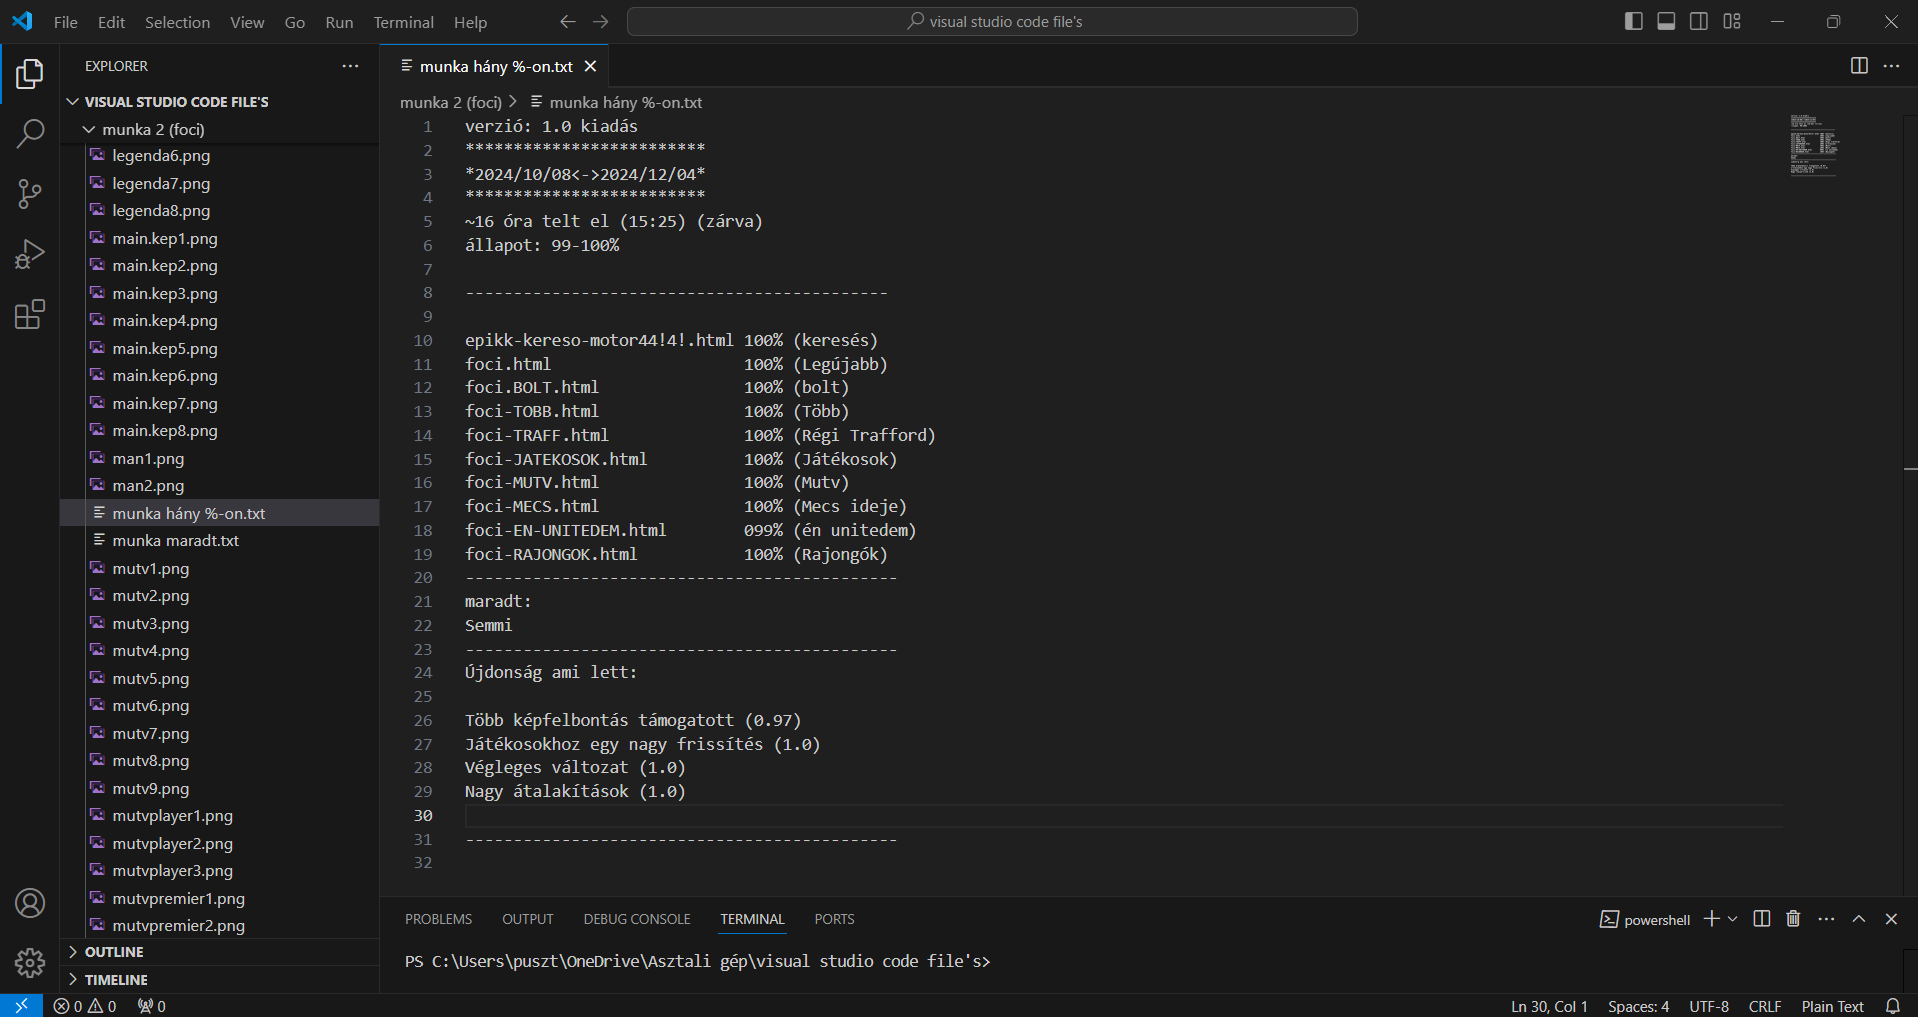 File Edit Selection View Go Run Terminal Help
visual studio code file's
EXPLORER
VISUAL STUDIO CODE FILE'S
munka 2 (foci)
legenda6.png
legenda7.png
legenda8.png
main.kep1.png
main.kep2.png
main.kep3.png
main.kep4.png
main.kep5.png
main.kep6.png
main.kep7.png
main.kep8.png
man1.png
man2.png
munka hány %-on.txt
munka maradt.txt
mutv1.png
mutv2.png
mutv3.png
mutv4.png
mutv5.png
mutv6.png
mutv7.png
mutv8.png
mutv9.png
mutvplayer1.png
mutvplayer2.png
mutvplayer3.png
mutvpremier1.png
mutvpremier2.png
OUTLINE
TIMELINE
munka hány %-on.txt
munka 2 (foci) > munka hány %-on.txt
1 verzió: 1.0 kiadás
2 *************************
3 *2024/10/08<->2024/12/04*
4 *************************
5 ~16 óra telt el (15:25) (zárva)
6 állapot: 99-100%
7
8 --------------------------------------------
9
10 epikk-kereso-motor44!4!.html 100% (keresés)
11 foci.html 100% (Legújabb)
12 foci.BOLT.html 100% (bolt)
13 foci-TOBB.html 100% (Több)
14 foci-TRAFF.html 100% (Régi Trafford)
15 foci-JATEKOSOK.html 100% (Játékosok)
16 foci-MUTV.html 100% (Mutv)
17 foci-MECS.html 100% (Mecs ideje)
18 foci-EN-UNITEDEM.html 099% (én unitedem)
19 foci-RAJONGOK.html 100% (Rajongók)
20 ---------------------------------------------
21 maradt:
22 Semmi
23 ---------------------------------------------
24 Újdonság ami lett:
25
26 Több képfelbontás támogatott (0.97)
27 Játékosokhoz egy nagy frissítés (1.0)
28 Végleges változat (1.0)
29 Nagy átalakítások (1.0)
30
31 ---------------------------------------------
32
PROBLEMS OUTPUT DEBUG CONSOLE TERMINAL PORTS
powershell
PS C:\Users\puszt\OneDrive\Asztali gép\visual studio code file's>
0 0 0
Ln 30, Col 1 Spaces: 4 UTF-8 CRLF Plain Text